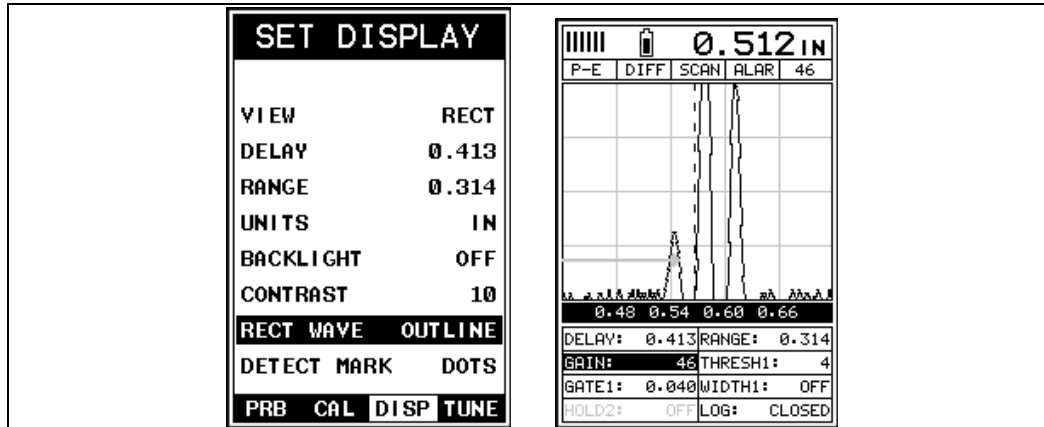 SET DISPLAY
VIEW RECT
DELAY 0.413
RANGE 0.314
UNITS IN
BACKLIGHT OFF
CONTRAST 10
RECT WAVE OUTLINE
DETECT MARK DOTS
PRB CAL DISP TUNE
0.512 IN
P-E DIFF SCAN ALAR 46
0.48 0.54 0.60 0.66
DELAY: 0.413 RANGE: 0.314
GAIN: 46 THRESH1: 4
GATE1: 0.040 WIDTH1: OFF
HOLD2: OFF LOG: CLOSED